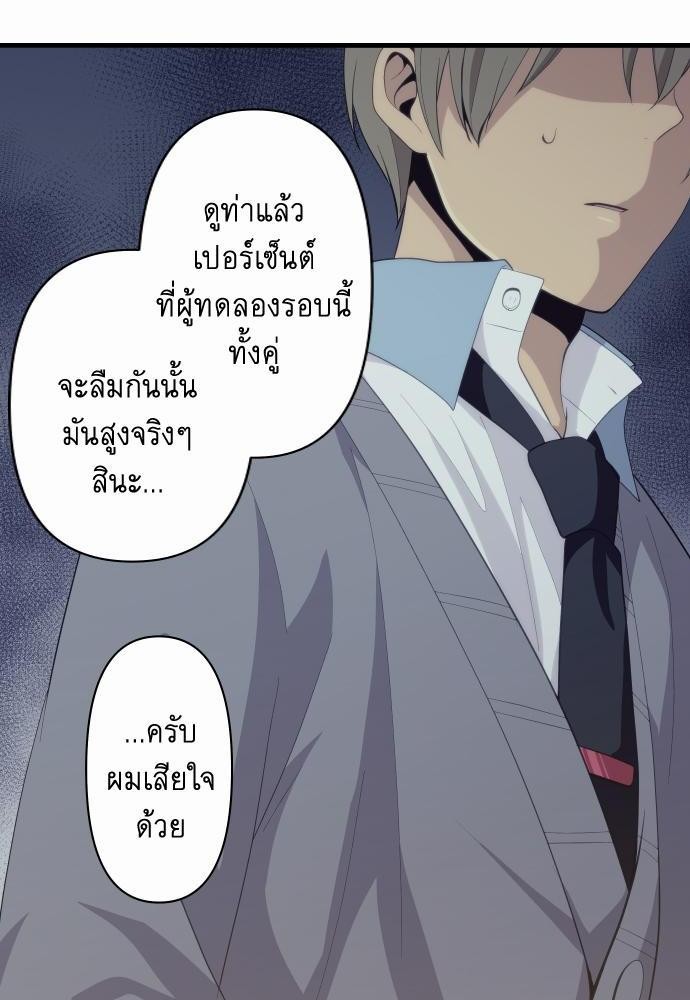 ดูท่าแล้ว
เปอร์เซ็นต์
ที่ผู้ทดลองรอบนี้
ทั้งคู่
จะลืมกันนั้น
มันสูงจริงๆ
สินะ...
...ครับ
ผมเสียใจ
ด้วย